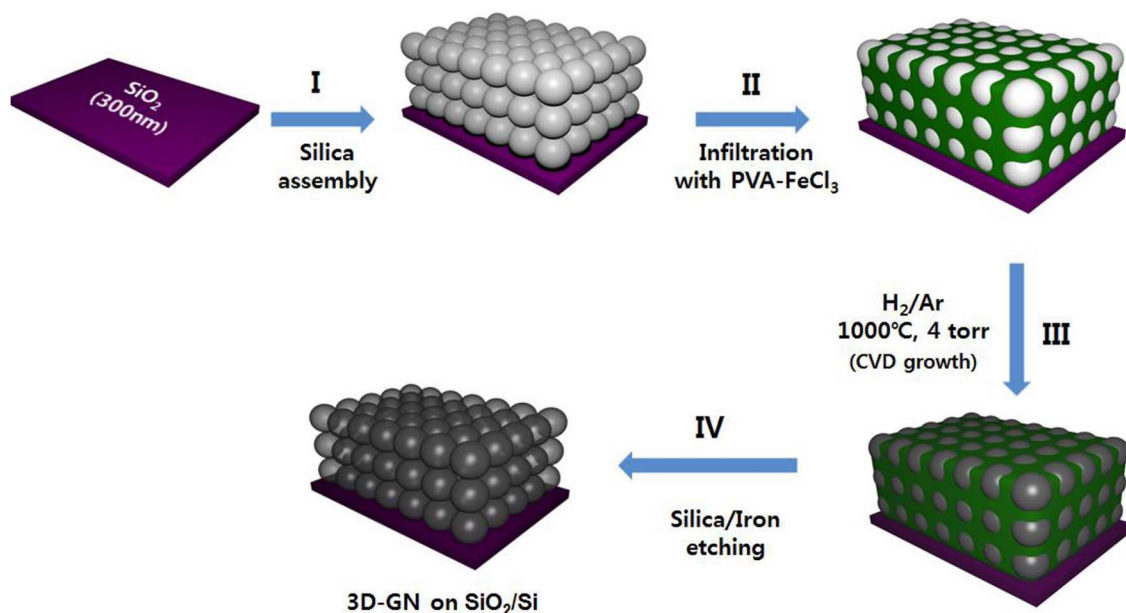 SiO₂
(300nm)
I
Silica
assembly
II
Infiltration
with PVA-FeCl₃
H₂/Ar
1000℃, 4 torr
(CVD growth)
III
IV
Silica/Iron
etching
3D-GN on SiO₂/Si